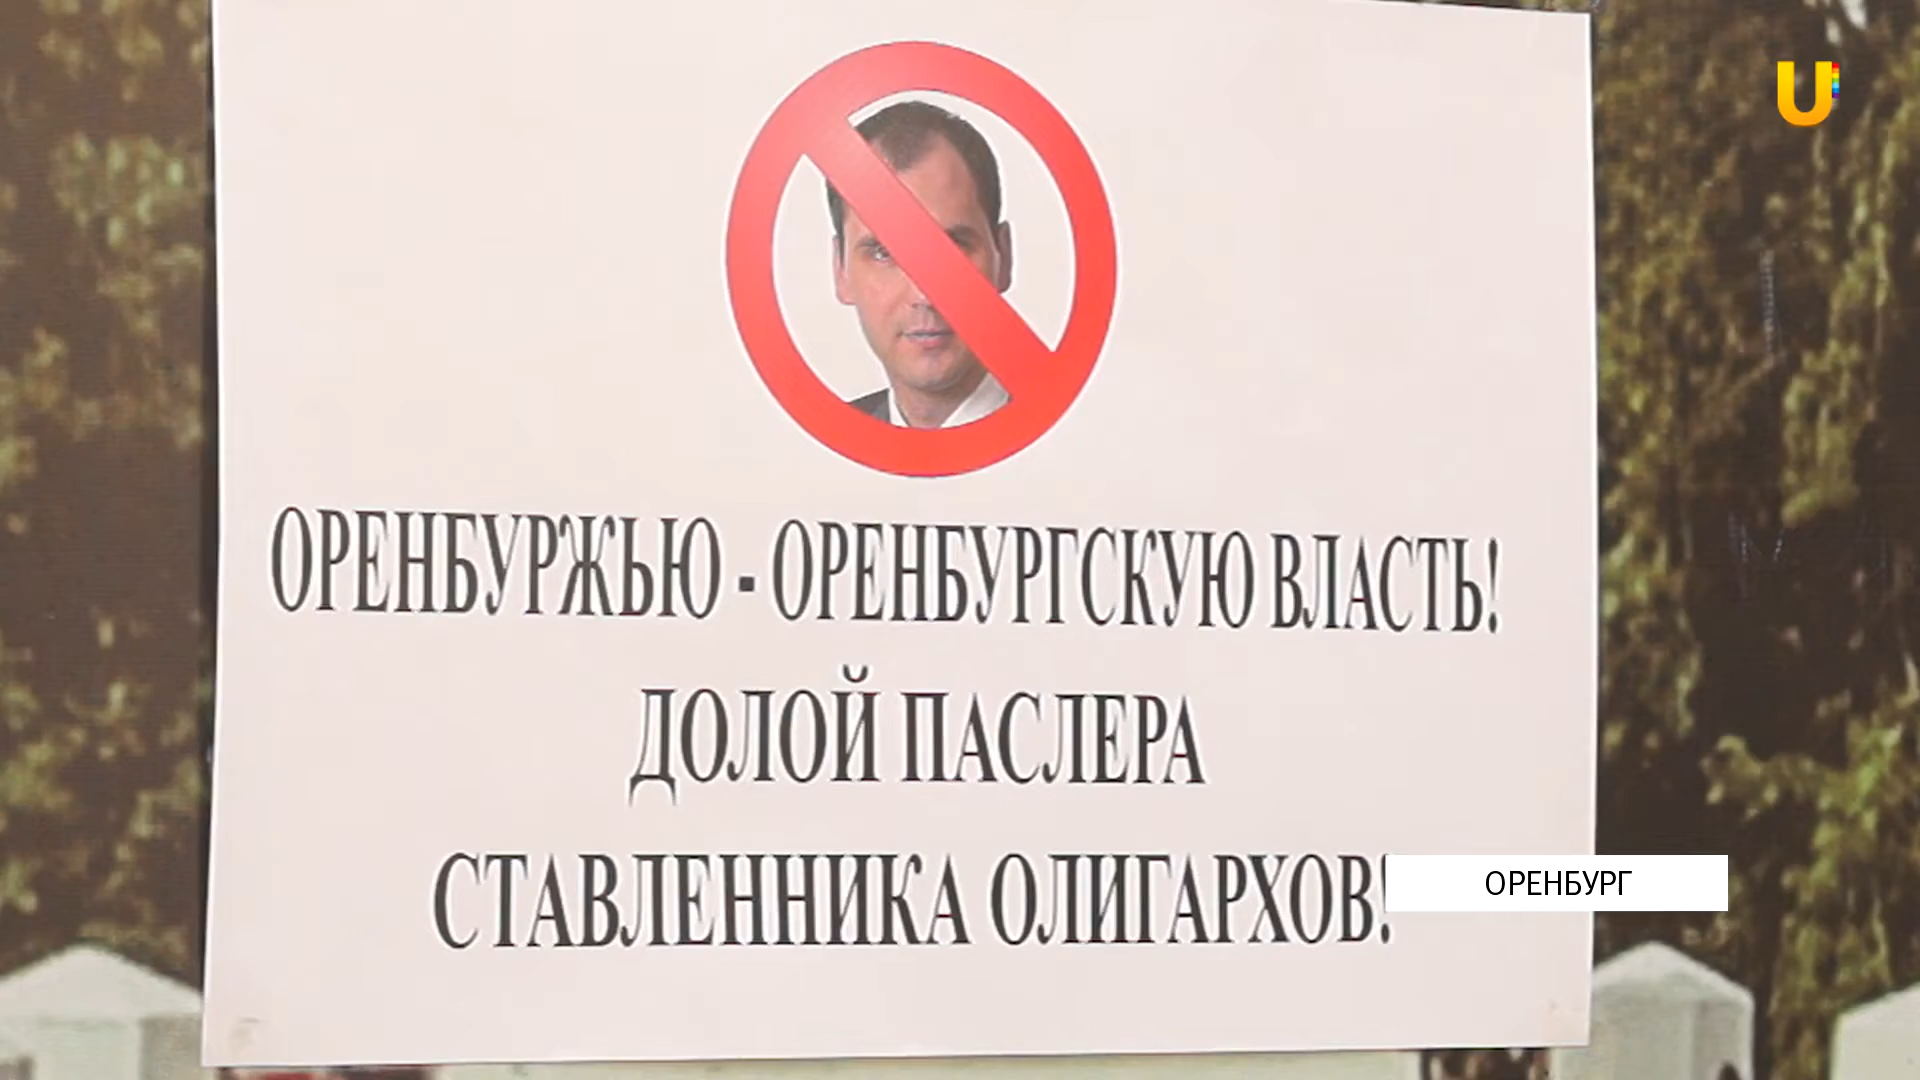 U
ОРЕНБУРЖЬЮ - ОРЕНБУРГСКУЮ ВЛАСТЬ!
ДОЛОЙ ПАСЛЕРА
СТАВЛЕННИКА ОЛИГАРХОВ!
ОРЕНБУРГ